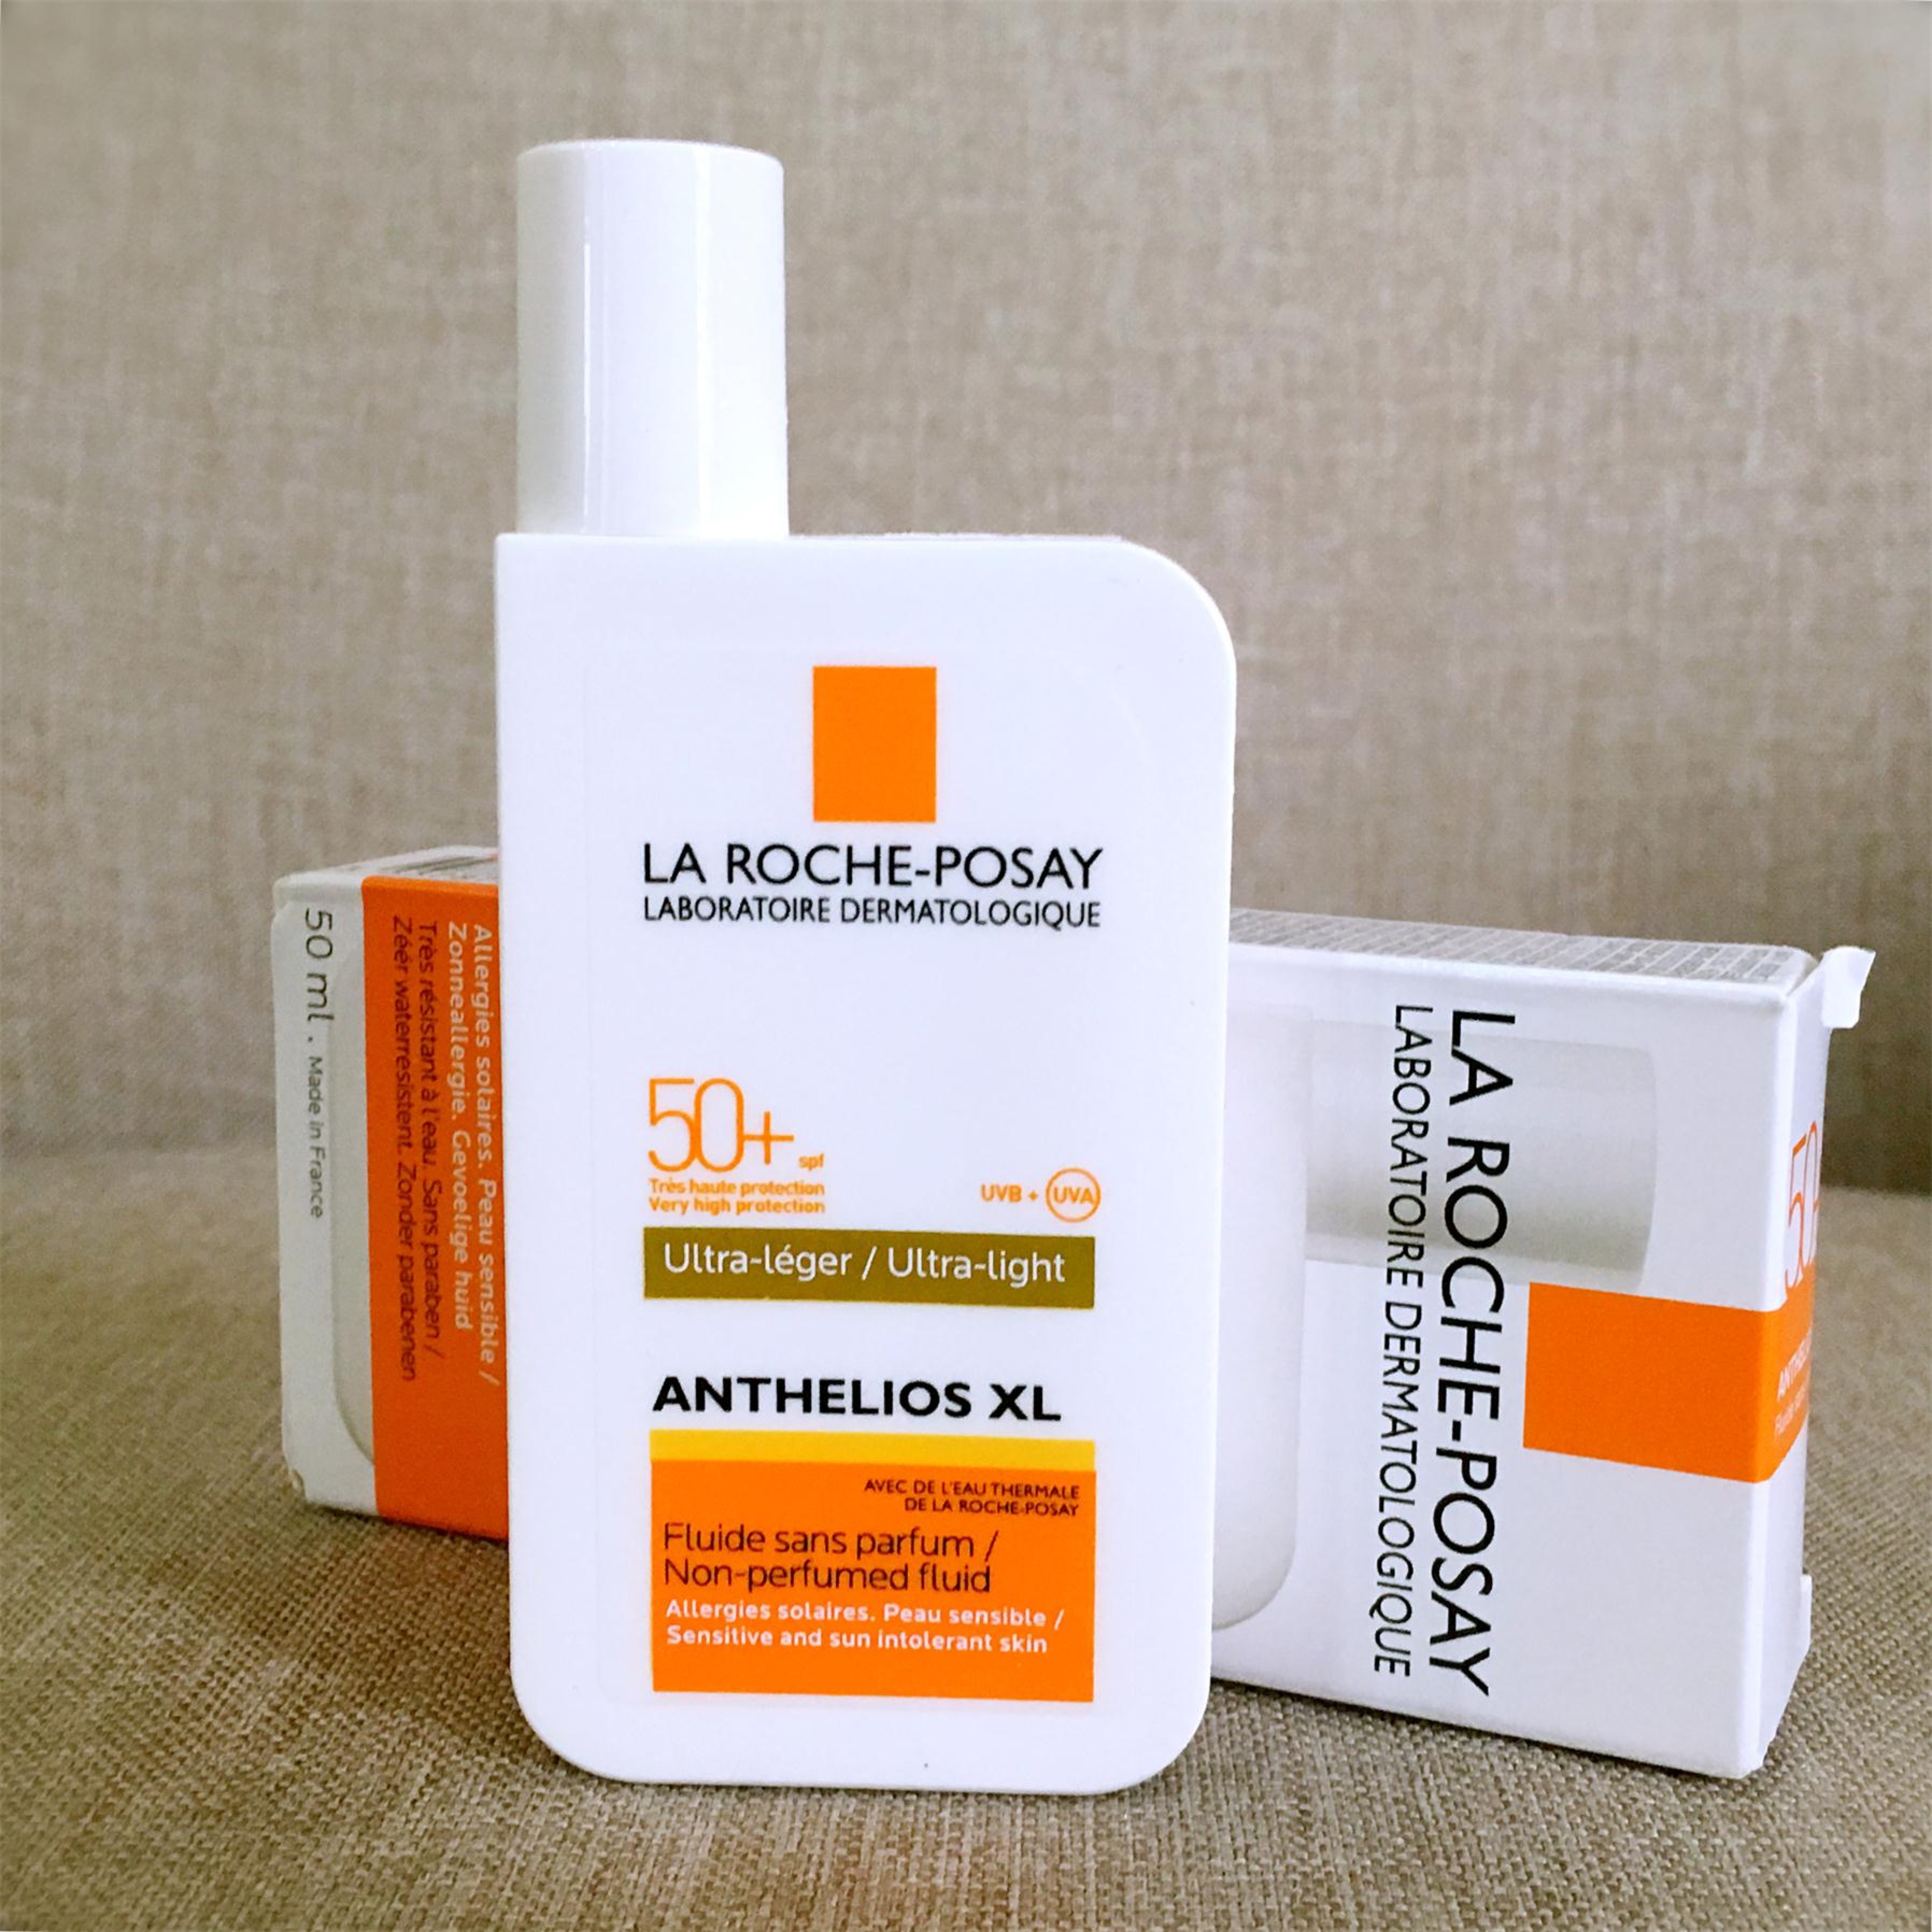 LA ROCHE-POSAY
LABORATOIRE DERMATOLOGIQUE
50+ spf
Très haute protection
Very high protection
UVB + UVA
Ultra-léger / Ultra-light
ANTHELIOS XL
AVEC DE L'EAU THERMALE
DE LA ROCHE-POSAY
Fluide sans parfum /
Non-perfumed fluid
Allergies solaires. Peau sensible /
Sensitive and sun intolerant skin
Allergies solaires. Peau sensible /
Zonneallergie. Gevoelige huid
Très résistant à l'eau. Sans paraben /
Zéér waterresistent. Zonder parabenen
50 ml . Made in France
LA ROCHE-POSAY
LABORATOIRE DERMATOLOGIQUE